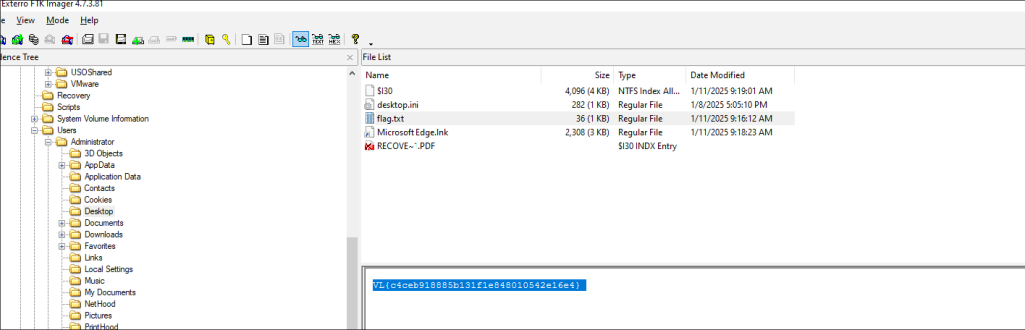 Exterro FTK Imager 4.7.3.81
View Mode Help
lence Tree
File List
USOShared
VMware
Recovery
Scripts
System Volume Information
Users
Administrator
3D Objects
AppData
Application Data
Contacts
Cookies
Desktop
Documents
Downloads
Favorites
Links
Local Settings
Music
My Documents
NetHood
Pictures
PrintHood
Name Size Type Date Modified
$I30 4,096 (4 KB) NTFS Index All... 1/11/2025 9:19:01 AM
desktop.ini 282 (1 KB) Regular File 1/8/2025 5:05:10 PM
flag.txt 36 (1 KB) Regular File 1/11/2025 9:16:12 AM
Microsoft Edge.lnk 2,308 (3 KB) Regular File 1/11/2025 9:18:23 AM
RECOVE~1.PDF $I30 INDX Entry
VL{c4ceb918885b131f1e848010542e16e4}